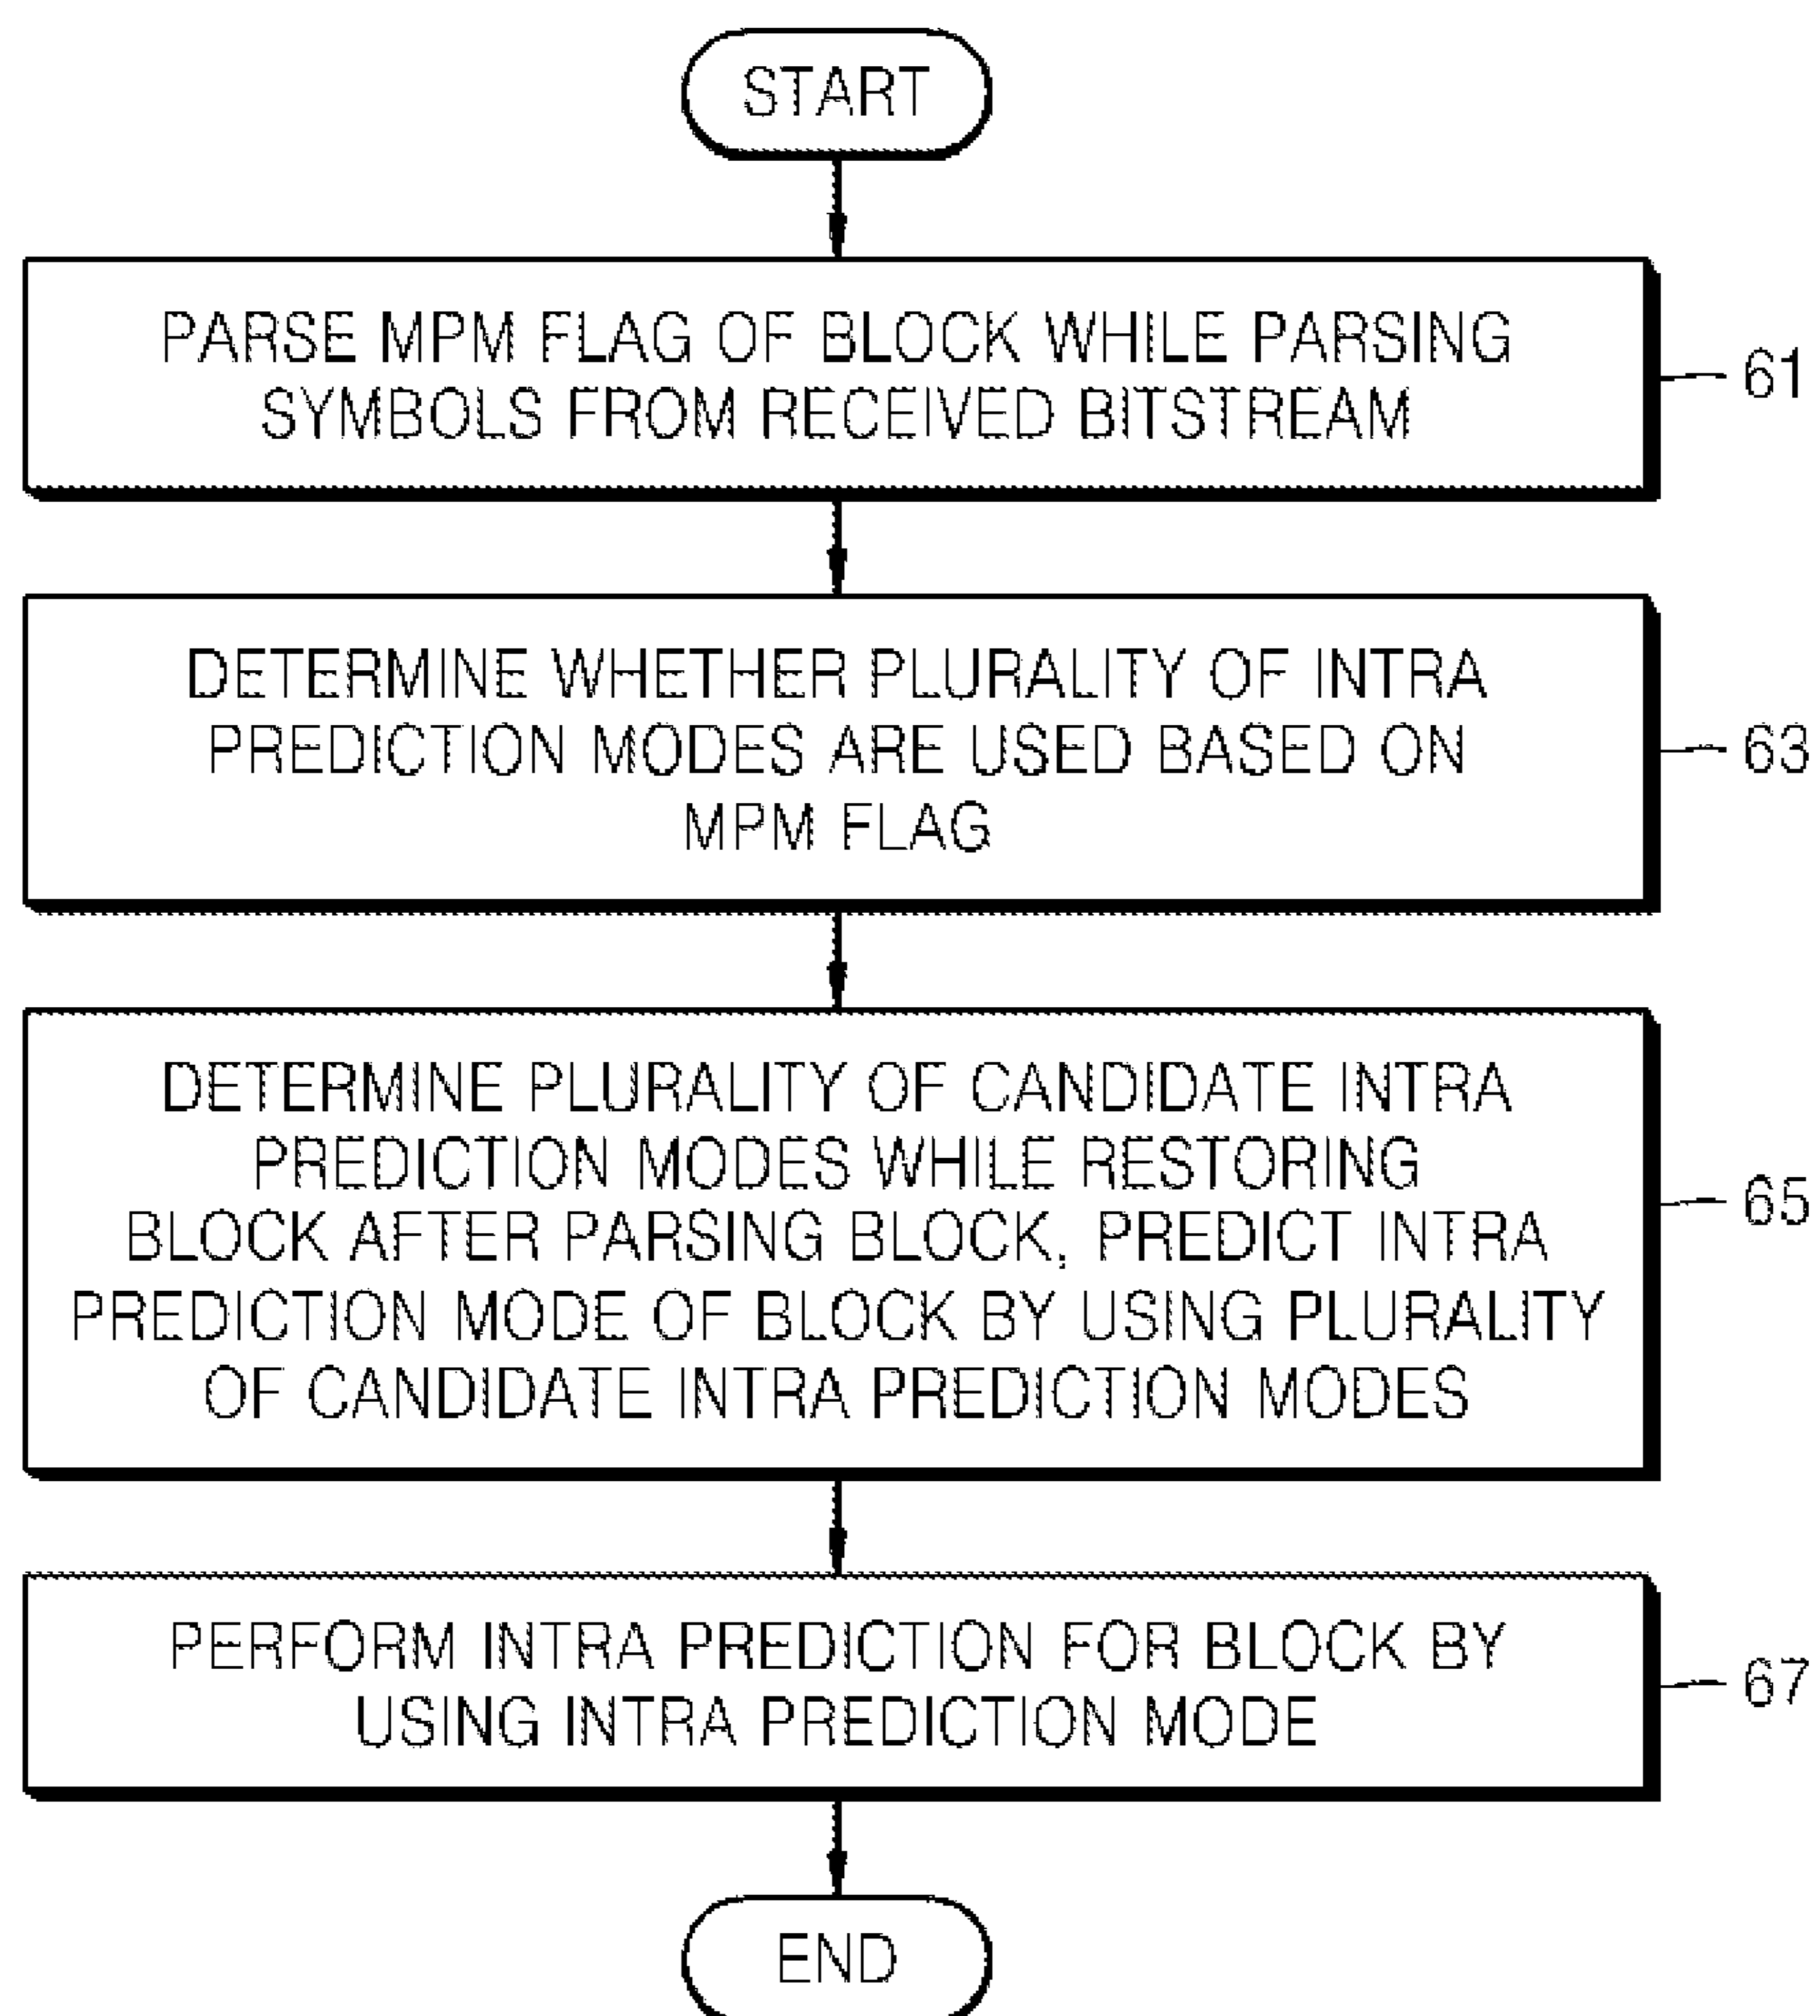 START
PARSE MPM FLAG OF BLOCK WHILE PARSING
SYMBOLS FROM RECEIVED BITSTREAM
61
DETERMINE WHETHER PLURALITY OF INTRA
PREDICTION MODES ARE USED BASED ON
MPM FLAG
63
DETERMINE PLURALITY OF CANDIDATE INTRA
PREDICTION MODES WHILE RESTORING
BLOCK AFTER PARSING BLOCK, PREDICT INTRA
PREDICTION MODE OF BLOCK BY USING PLURALITY
OF CANDIDATE INTRA PREDICTION MODES
65
PERFORM INTRA PREDICTION FOR BLOCK BY
USING INTRA PREDICTION MODE
67
END